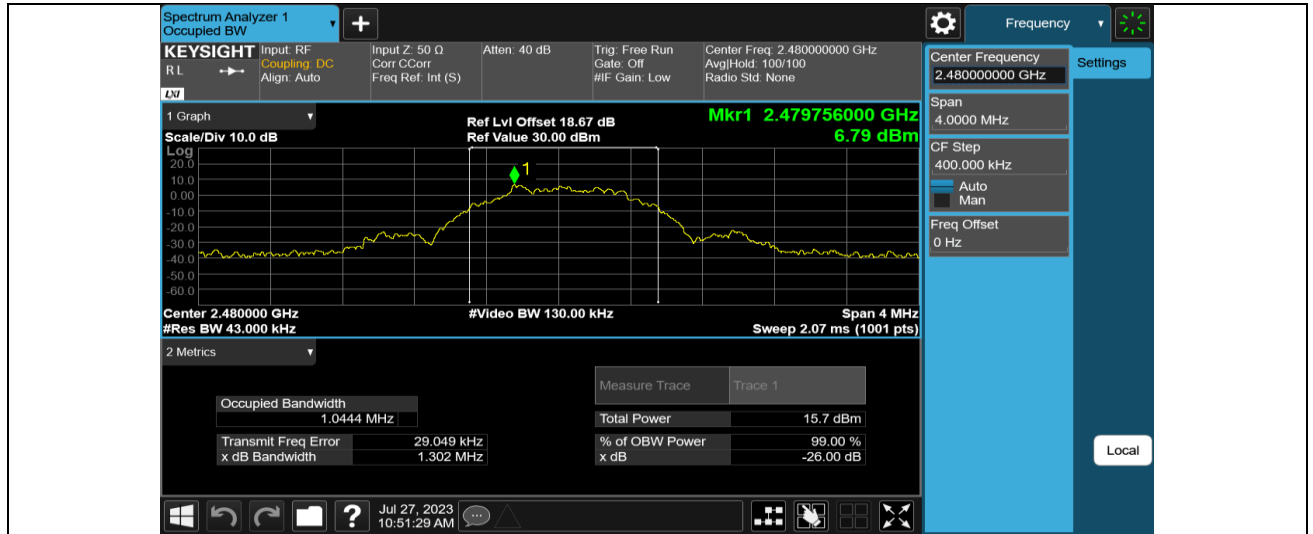 Spectrum Analyzer 1
Occupied BW
Frequency
KEYSIGHT
R L
LXI
Input: RF
Coupling: DC
Align: Auto
Input Z: 50 Ω
Corr CCorr
Freq Ref: Int (S)
Atten: 40 dB
Trig: Free Run
Gate: Off
#IF Gain: Low
Center Freq: 2.480000000 GHz
Avg|Hold: 100/100
Radio Std: None
1 Graph
Scale/Div 10.0 dB
Ref Lvl Offset 18.67 dB
Ref Value 30.00 dBm
Mkr1 2.479756000 GHz
6.79 dBm
Log
20.0
10.0
0.00
-10.0
-20.0
-30.0
-40.0
-50.0
-60.0
1
Center 2.480000 GHz
#Res BW 43.000 kHz
#Video BW 130.00 kHz
Span 4 MHz
Sweep 2.07 ms (1001 pts)
2 Metrics
Occupied Bandwidth
1.0444 MHz
Transmit Freq Error 29.049 kHz
x dB Bandwidth 1.302 MHz
Measure Trace Trace 1
Total Power 15.7 dBm
% of OBW Power 99.00 %
x dB -26.00 dB
Center Frequency
2.480000000 GHz
Span
4.0000 MHz
CF Step
400.000 kHz
Auto
Man
Freq Offset
0 Hz
Settings
Local
?
Jul 27, 2023
10:51:29 AM